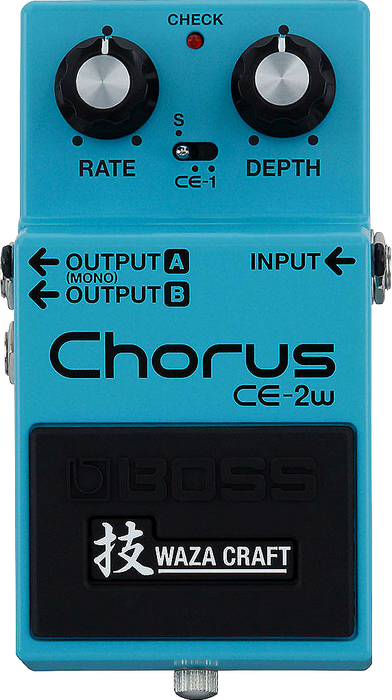 CHECK
S
RATE
DEPTH
CE-1
OUTPUT A
INPUT
(MONO)
OUTPUT B
Chorus
CE-2w
BOSS
技 WAZA CRAFT